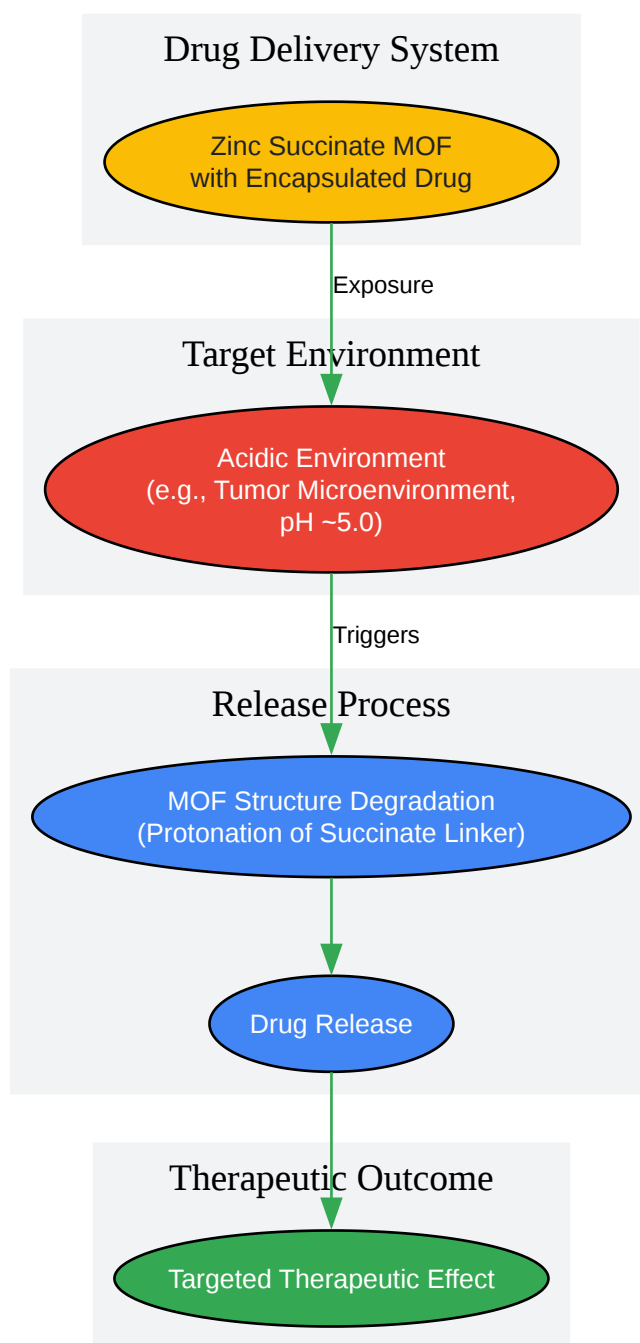 Drug Delivery System
Zinc Succinate MOF
with Encapsulated Drug
Exposure
Target Environment
Acidic Environment
(e.g., Tumor Microenvironment,
pH ~5.0)
Triggers
Release Process
MOF Structure Degradation
(Protonation of Succinate Linker)
Drug Release
Therapeutic Outcome
Targeted Therapeutic Effect